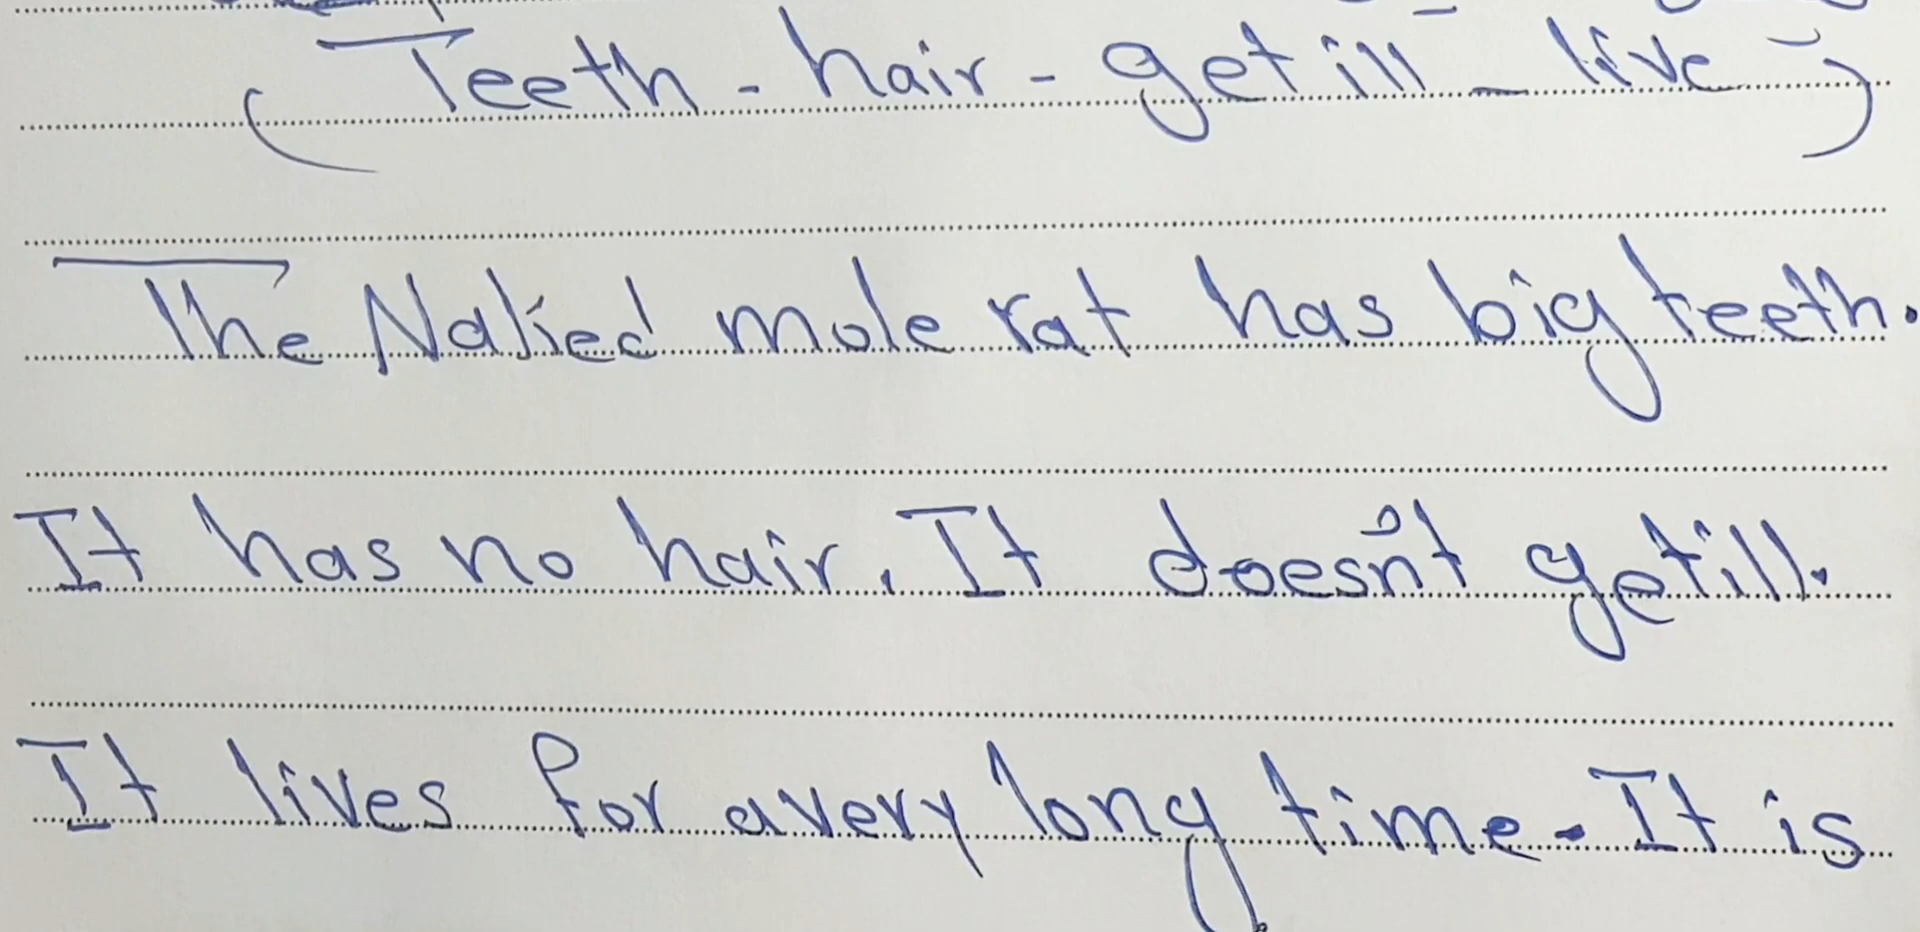 ( Teeth - hair - get ill - live )
The Naked mole rat has big teeth.
It has no hair. It doesn't get ill.
It lives for a very long time. It is